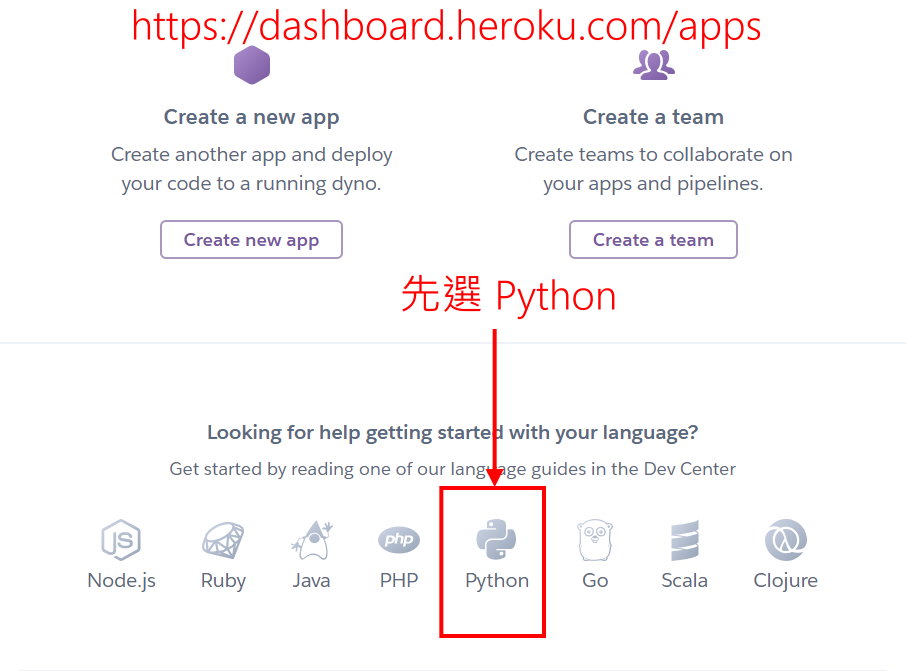 https://dashboard.heroku.com/apps
Create a new app
Create a team
Create another app and deploy
your code to a running dyno.
Create teams to collaborate on
your apps and pipelines.
Create new app
Create a team
先選 Python
Looking for help getting started with your language?
Get started by reading one of our language guides in the Dev Center
JS
php
Node.js
Ruby
Java
PHP
Python
Go
Scala
Clojure